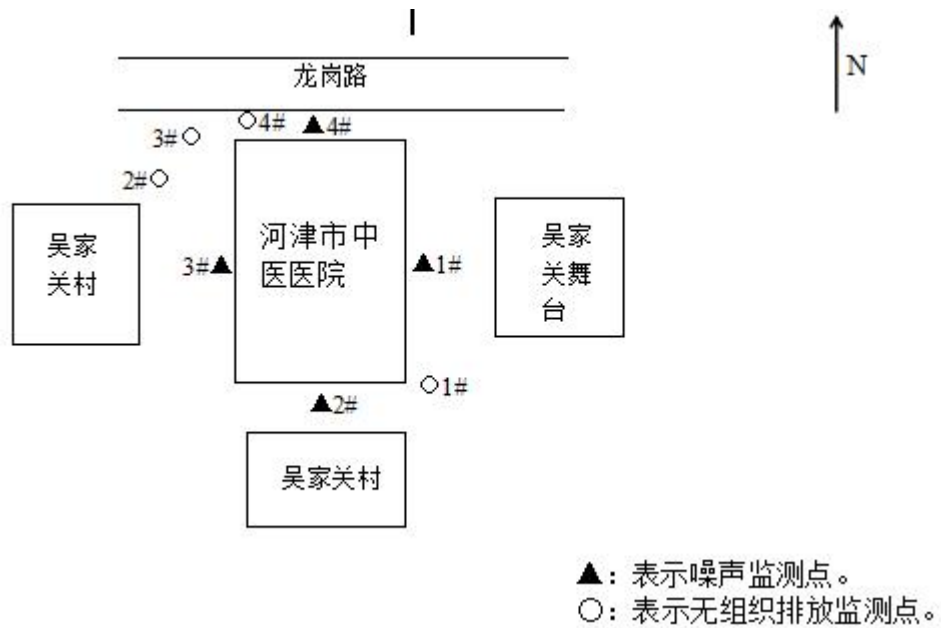 龙岗路
N
4#
4#
3#
2#
吴家
关村
河津市中
医医院
吴家
关舞
台
3#
1#
1#
2#
吴家关村
▲：表示噪声监测点。
○：表示无组织排放监测点。